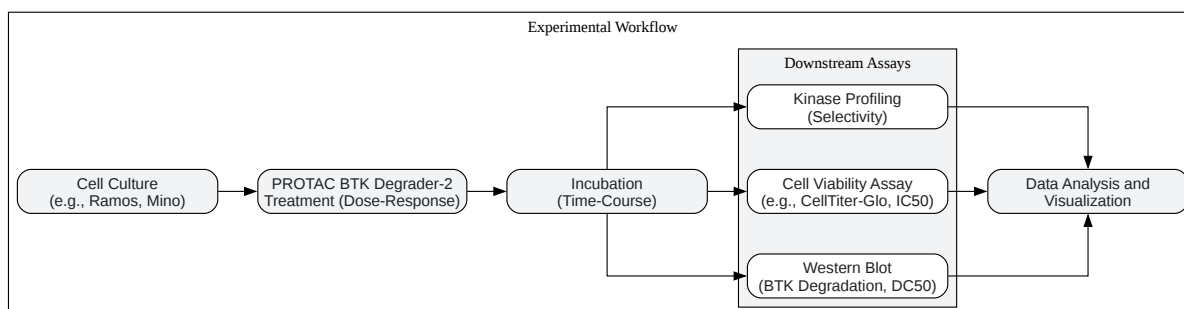 Experimental Workflow
Downstream Assays
Kinase Profiling
(Selectivity)
Cell Culture
(e.g., Ramos, Mino)
PROTAC BTK Degrader-2
Treatment (Dose-Response)
Incubation
(Time-Course)
Cell Viability Assay
(e.g., CellTiter-Glo, IC50)
Data Analysis and
Visualization
Western Blot
(BTK Degradation, DC50)